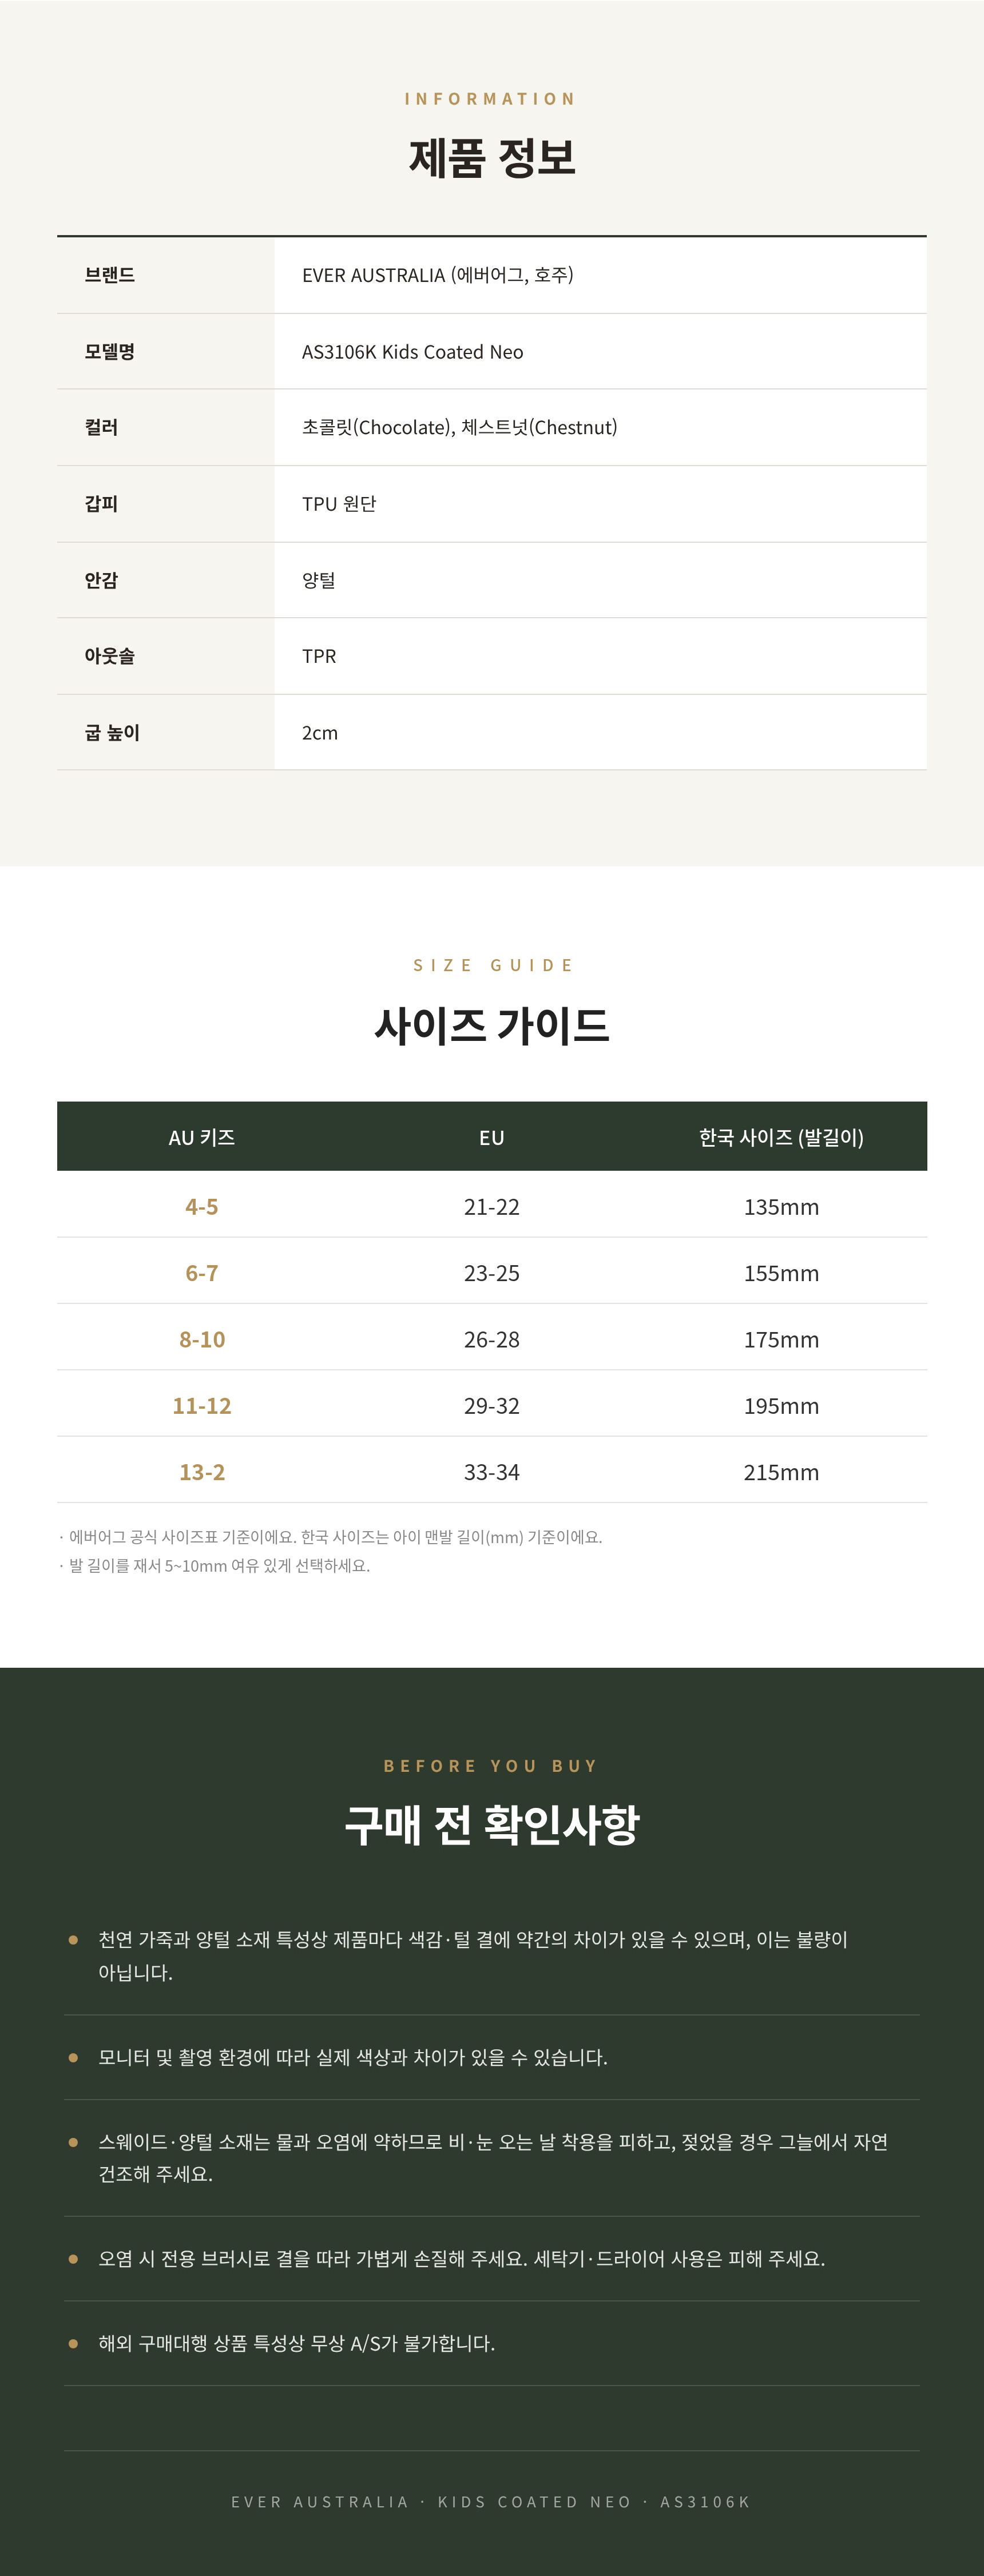 INFORMATION
제품 정보
브랜드 EVER AUSTRALIA (에버어그, 호주)
모델명 AS3106K Kids Coated Neo
컬러 초콜릿(Chocolate), 체스트넛(Chestnut)
갑피 TPU 원단
안감 양털
아웃솔 TPR
굽 높이 2cm
SIZE GUIDE
사이즈 가이드
AU 키즈 EU 한국 사이즈 (발길이)
4-5 21-22 135mm
6-7 23-25 155mm
8-10 26-28 175mm
11-12 29-32 195mm
13-2 33-34 215mm
· 에버어그 공식 사이즈표 기준이에요. 한국 사이즈는 아이 맨발 길이(mm) 기준이에요.
· 발 길이를 재서 5~10mm 여유 있게 선택하세요.
BEFORE YOU BUY
구매 전 확인사항
천연 가죽과 양털 소재 특성상 제품마다 색감·털 결에 약간의 차이가 있을 수 있으며, 이는 불량이
아닙니다.
모니터 및 촬영 환경에 따라 실제 색상과 차이가 있을 수 있습니다.
스웨이드·양털 소재는 물과 오염에 약하므로 비·눈 오는 날 착용을 피하고, 젖었을 경우 그늘에서 자연
건조해 주세요.
오염 시 전용 브러시로 결을 따라 가볍게 손질해 주세요. 세탁기·드라이어 사용은 피해 주세요.
해외 구매대행 상품 특성상 무상 A/S가 불가합니다.
EVER AUSTRALIA · KIDS COATED NEO · AS3106K